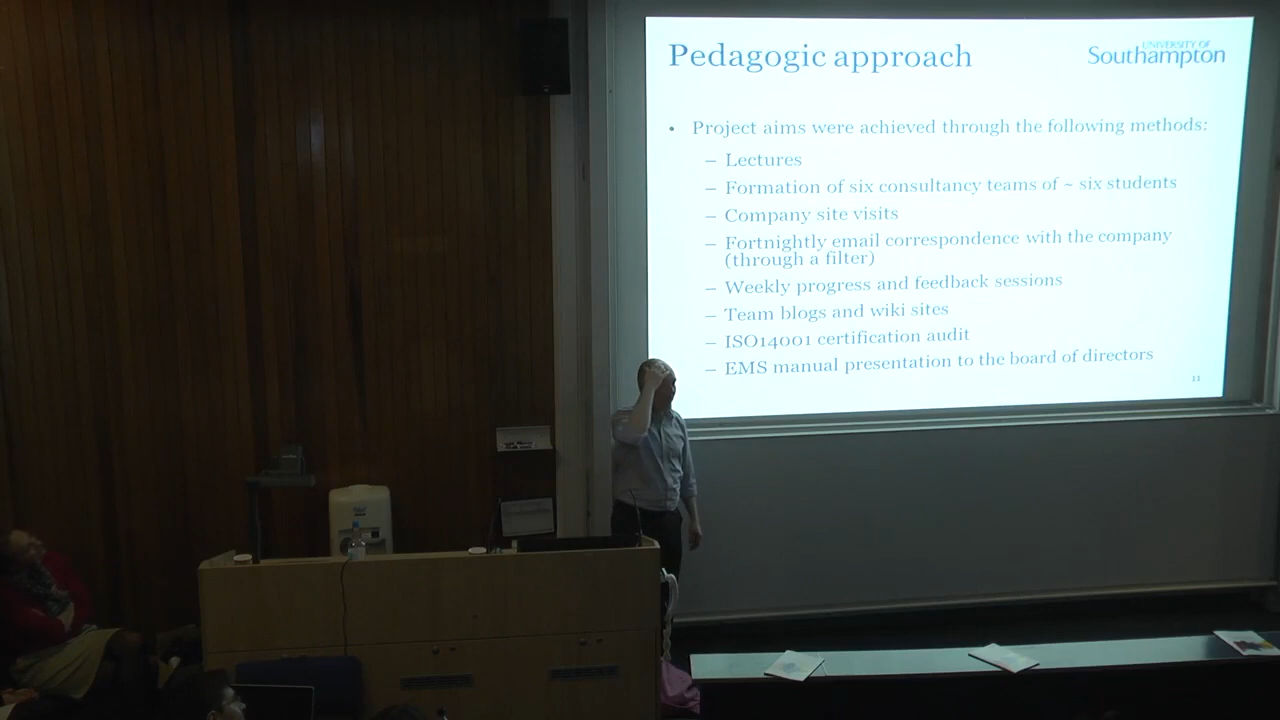 Pedagogic approach
UNIVERSITY OF
Southampton
• Project aims were achieved through the following methods:
– Lectures
– Formation of six consultancy teams of ~ six students
– Company site visits
– Fortnightly email correspondence with the company
(through a filter)
– Weekly progress and feedback sessions
– Team blogs and wiki sites
– ISO14001 certification audit
– EMS manual presentation to the board of directors
11